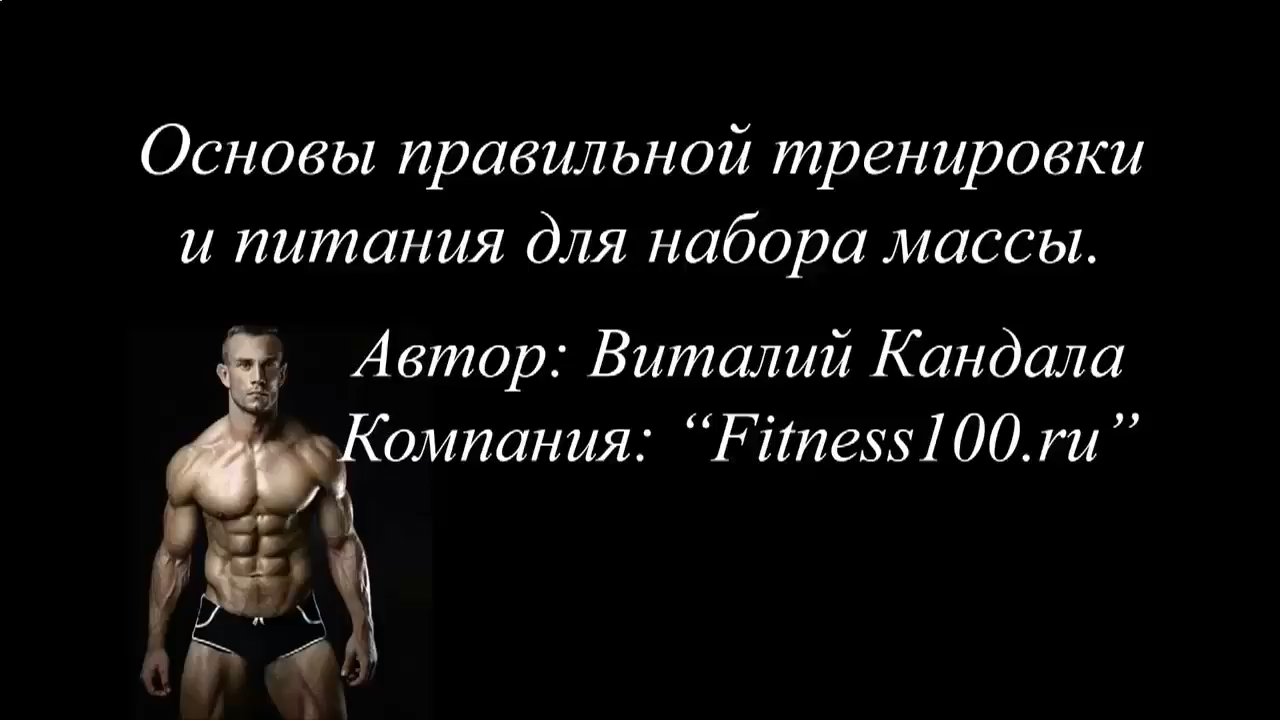 Основы правильной тренировки
и питания для набора массы.
Автор: Виталий Кандала
Компания: “Fitness100.ru”